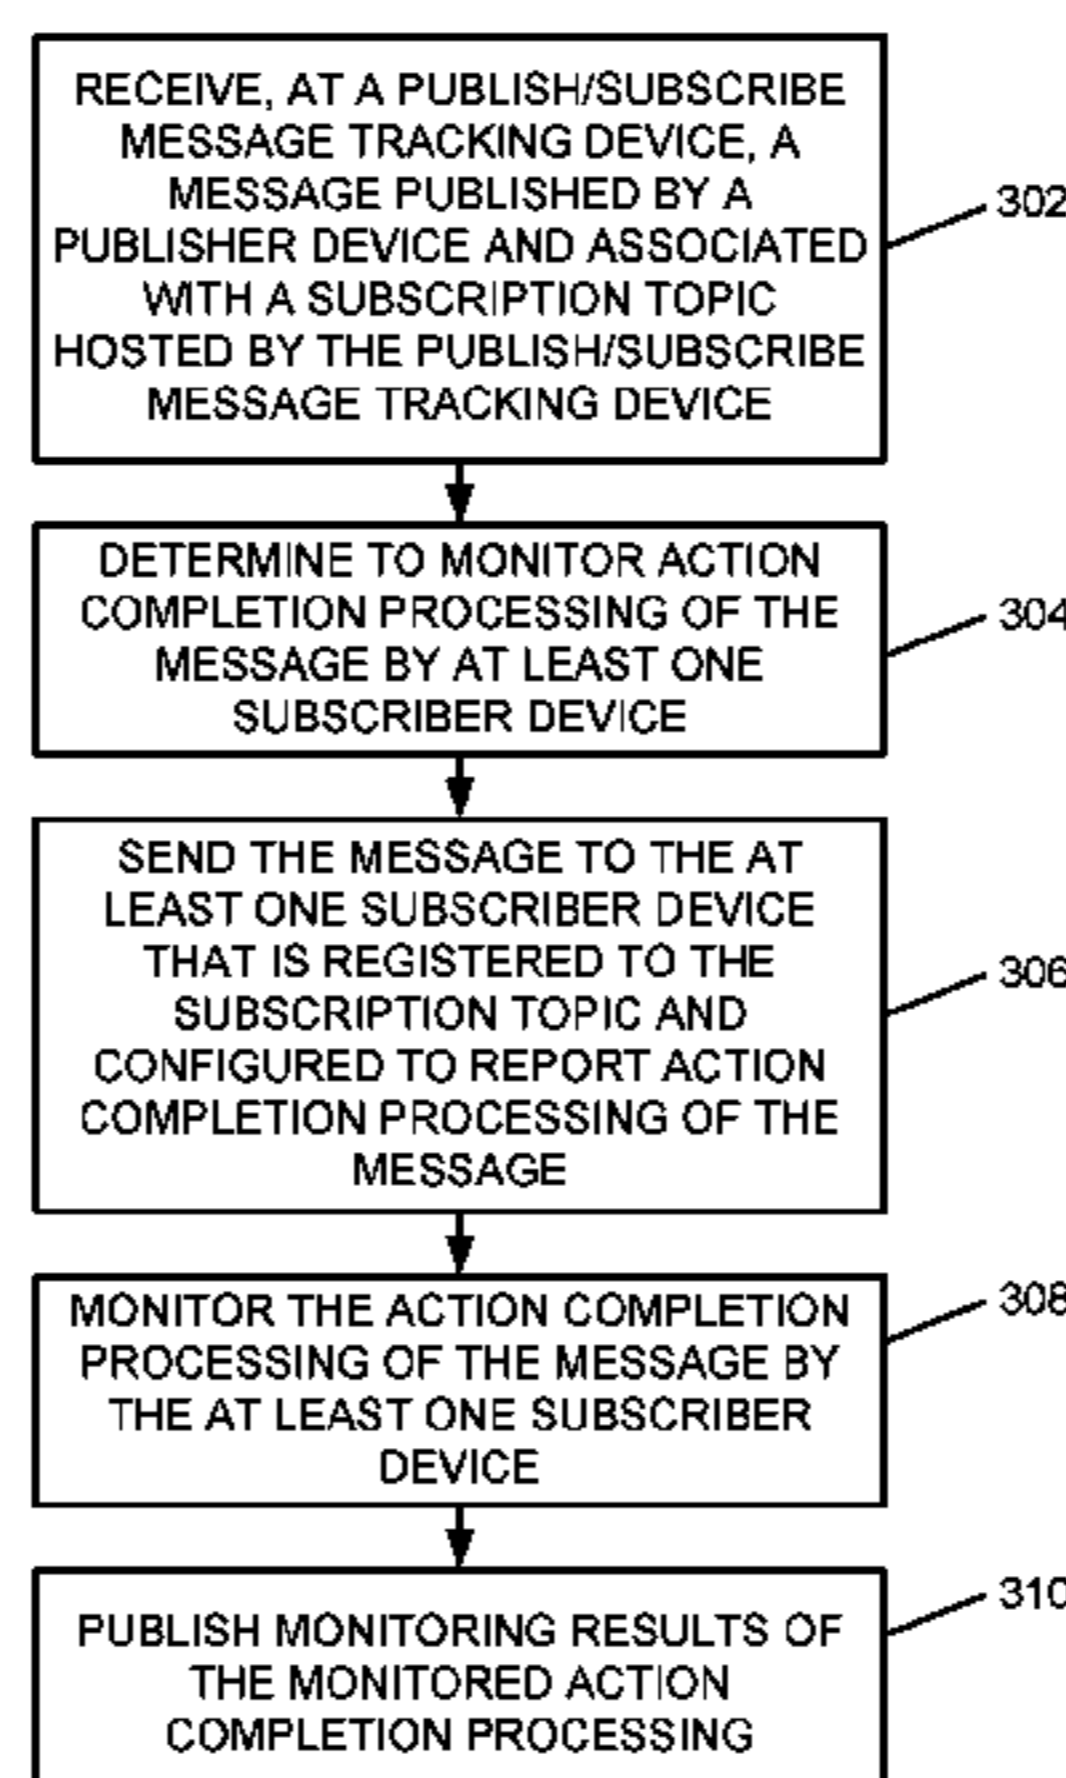 RECEIVE, AT A PUBLISH/SUBSCRIBE
MESSAGE TRACKING DEVICE, A
MESSAGE PUBLISHED BY A
PUBLISHER DEVICE AND ASSOCIATED
WITH A SUBSCRIPTION TOPIC
HOSTED BY THE PUBLISH/SUBSCRIBE
MESSAGE TRACKING DEVICE
302
DETERMINE TO MONITOR ACTION
COMPLETION PROCESSING OF THE
MESSAGE BY AT LEAST ONE
SUBSCRIBER DEVICE
304
SEND THE MESSAGE TO THE AT
LEAST ONE SUBSCRIBER DEVICE
THAT IS REGISTERED TO THE
SUBSCRIPTION TOPIC AND
CONFIGURED TO REPORT ACTION
COMPLETION PROCESSING OF THE
MESSAGE
306
MONITOR THE ACTION COMPLETION
PROCESSING OF THE MESSAGE BY
THE AT LEAST ONE SUBSCRIBER
DEVICE
308
PUBLISH MONITORING RESULTS OF
THE MONITORED ACTION
COMPLETION PROCESSING
310